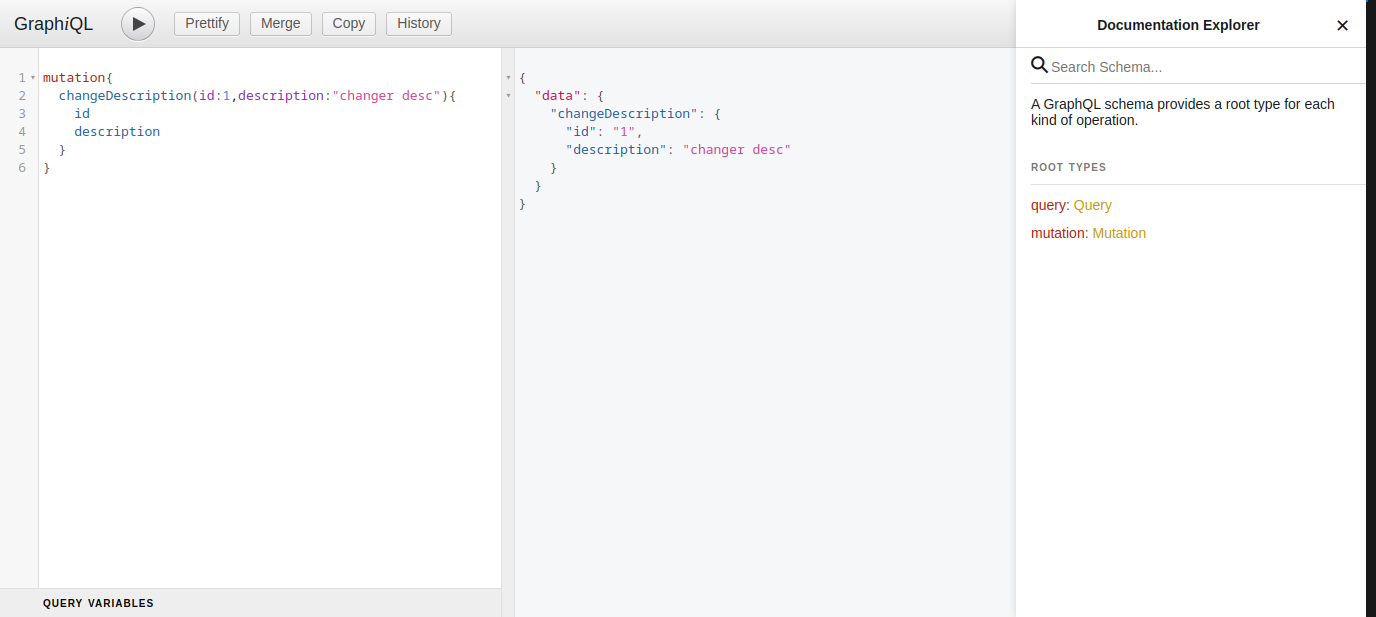 GraphiQL
Prettify
Merge
Copy
History
1 mutation{
2 changeDescription(id:1,description:"changer desc"){
3 id
4 description
5 }
6 }
QUERY VARIABLES
{
"data": {
"changeDescription": {
"id": "1",
"description": "changer desc"
}
}
}
Documentation Explorer
Search Schema...
A GraphQL schema provides a root type for each
kind of operation.
ROOT TYPES
query: Query
mutation: Mutation